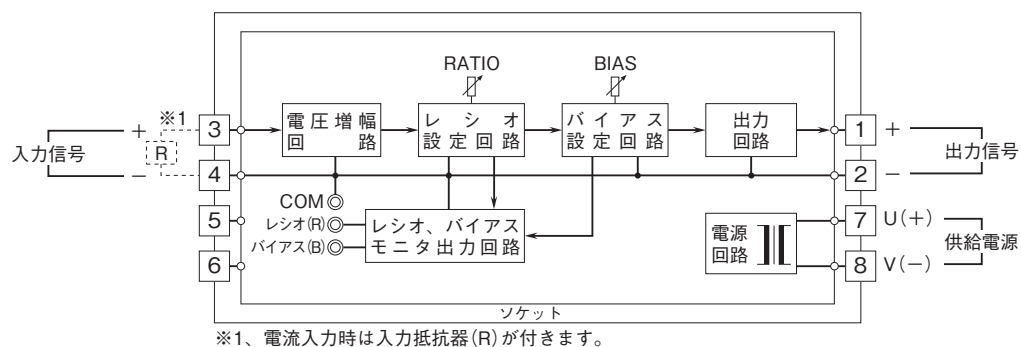 RATIO
BIAS
※1
3
電圧増幅
回路
レシオ
設定回路
バイアス
設定回路
出力
回路
1
+
入力信号
+
R
−
4
2
−
出力信号
COM
5
レシオ(R)
バイアス(B)
レシオ、バイアス
モニタ出力回路
6
電源
回路
7
U(+)
供給電源
8
V(−)
ソケット
※1、電流入力時は入力抵抗器(R)が付きます。